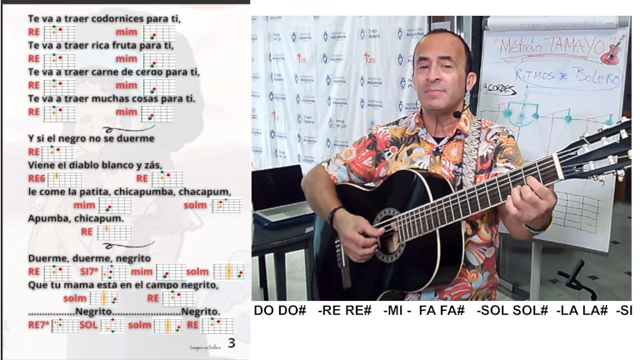 Te va a traer codornices para ti,
RE mim
Te va a traer rica fruta para ti,
RE mim
Te va a traer carne de cerdo para ti,
RE mim
Te va a traer muchas cosas para ti.
RE mim
Y si el negro no se duerme
RE
Viene el diablo blanco y zás,
RE6 RE
le come la patita, chicapumba, chacapum,
mim solm
Apumba, chicapum.
RE
Duerme, duerme, negrito
RE SI7ª mim solm
Que tu mama está en el campo negrito,
solm RE
..............Negrito.......................Negrito.
RE7ª SOL solm RE
3
Método TAMAYO
RITMOS DE BOLERO
ACORDES
DO DO# -RE RE# -MI - FA FA# -SOL SOL# -LA LA# -SI